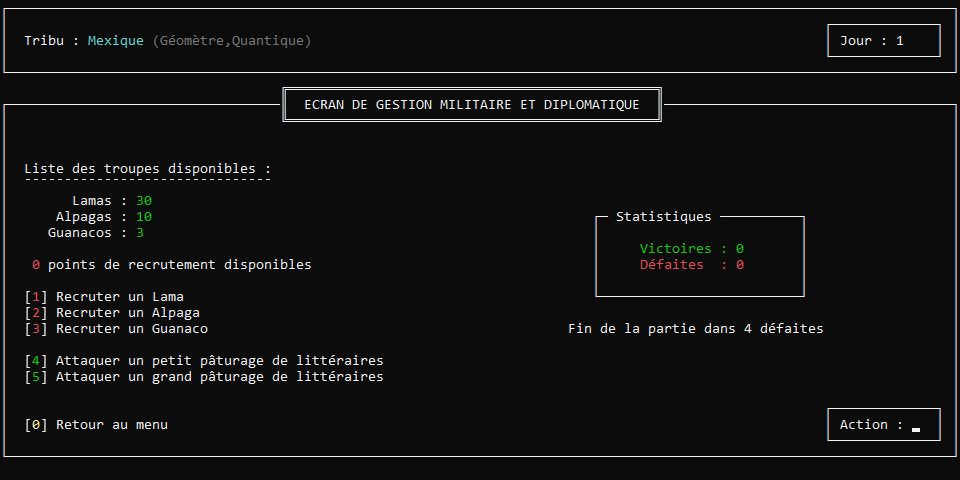 Tribu : Mexique (Géomètre,Quantique)
Jour : 1
ECRAN DE GESTION MILITAIRE ET DIPLOMATIQUE
Liste des troupes disponibles :
Lamas : 30
Alpagas : 10
Guanacos : 3
0 points de recrutement disponibles
[1] Recruter un Lama
[2] Recruter un Alpaga
[3] Recruter un Guanaco
[4] Attaquer un petit pâturage de littéraires
[5] Attaquer un grand pâturage de littéraires
[0] Retour au menu
Statistiques
Victoires : 0
Défaites : 0
Fin de la partie dans 4 défaites
Action : _